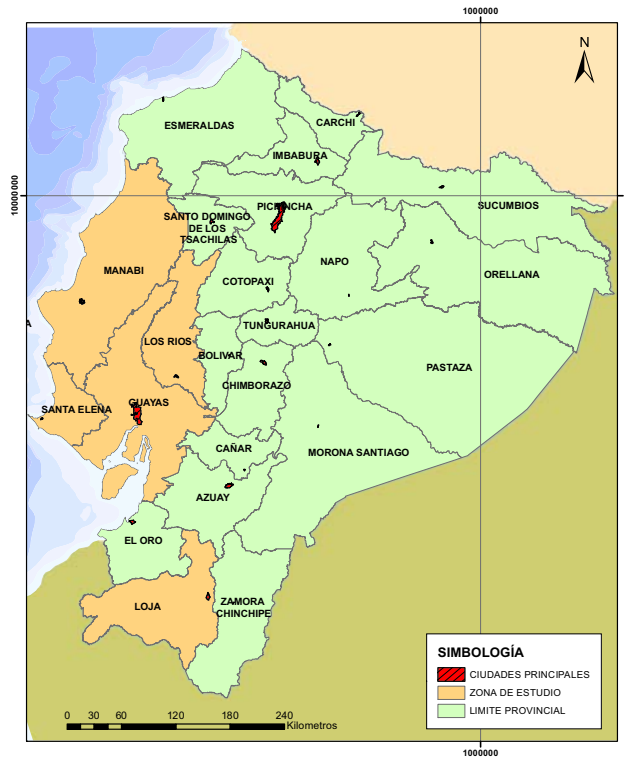 1000000
N
10000000
ESMERALDAS
CARCHI
IMBABURA
PICHINCHA
SUCUMBIOS
SANTO DOMINGO
DE LOS
TSACHILAS
NAPO
ORELLANA
MANABI
COTOPAXI
A
TUNGURAHUA
LOS RIOS
BOLIVAR
PASTAZA
CHIMBORAZO
GUAYAS
SANTA ELENA
CAÑAR
MORONA SANTIAGO
AZUAY
EL ORO
LOJA
ZAMORA
CHINCHIPE
SIMBOLOGÍA
CIUDADES PRINCIPALES
ZONA DE ESTUDIO
LIMITE PROVINCIAL
0 30 60 120 180 240
Kilometros
1000000